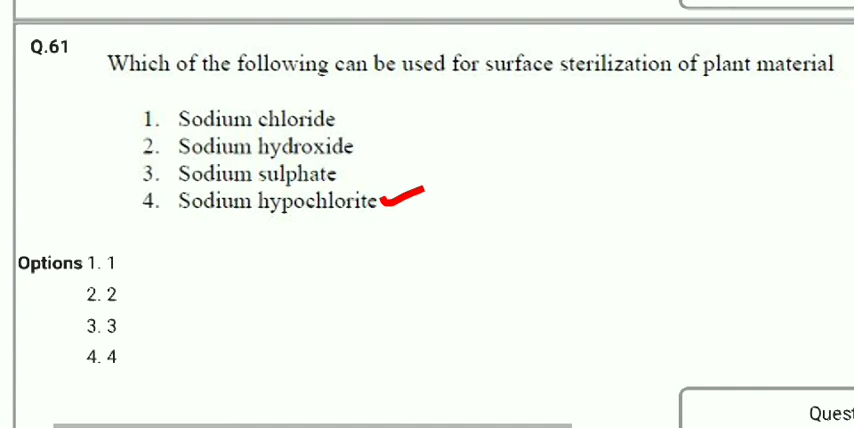 Q.61
Which of the following can be used for surface sterilization of plant material
1. Sodium chloride
2. Sodium hydroxide
3. Sodium sulphate
4. Sodium hypochlorite
Options 1. 1
2. 2
3. 3
4. 4